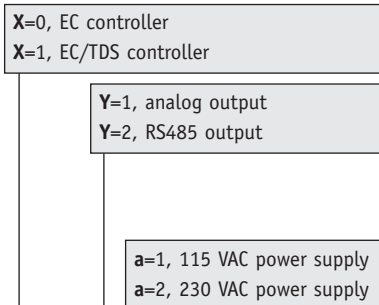 X=0, EC controller
X=1, EC/TDS controller
Y=1, analog output
Y=2, RS485 output
a=1, 115 VAC power supply
a=2, 230 VAC power supply